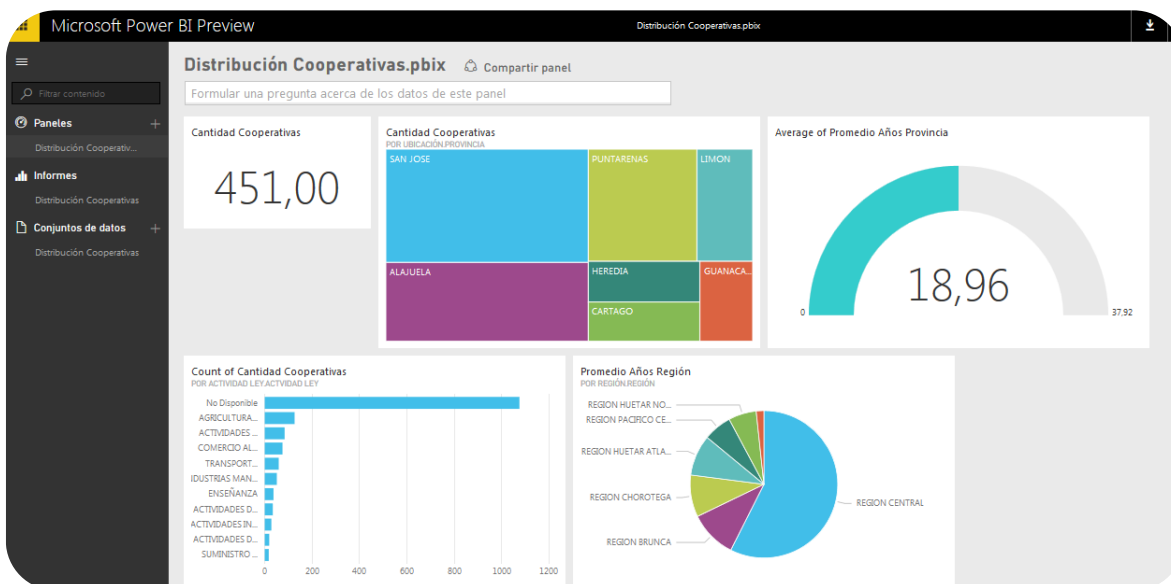 Microsoft Power BI Preview
Distribución Cooperativas.pbix
Distribución Cooperativas.pbix
Compartir panel
Filtrar contenido
Formular una pregunta acerca de los datos de este panel
Paneles
Distribución Cooperativ...
Informes
Distribución Cooperativas
Conjuntos de datos
Distribución Cooperativas
Cantidad Cooperativas
451,00
Cantidad Cooperativas
POR UBICACIÓN.PROVINCIA
SAN JOSE
PUNTARENAS
LIMON
ALAJUELA
HEREDIA
GUANACA...
CARTAGO
Average of Promedio Años Provincia
18,96
0
37,92
Count of Cantidad Cooperativas
POR ACTIVIDAD LEY.ACTVIDAD LEY
No Disponible
AGRICULTURA...
ACTIVIDADES ...
COMERCIO AL...
TRANSPORT...
IDUSTRIAS MAN...
ENSEÑANZA
ACTIVIDADES D...
ACTIVIDADES IN...
ACTIVIDADES D...
SUMINISTRO ...
0 200 400 600 800 1000 1200
Promedio Años Región
POR REGIÓN.REGIÓN
REGION HUETAR NO...
REGION PACIFICO CE...
REGION HUETAR ATLA...
REGION CHOROTEGA
REGION CENTRAL
REGION BRUNCA